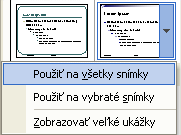 Použiť na všetky snímky
Použiť na vybraté snímky
Zobrazovať veľké ukážky